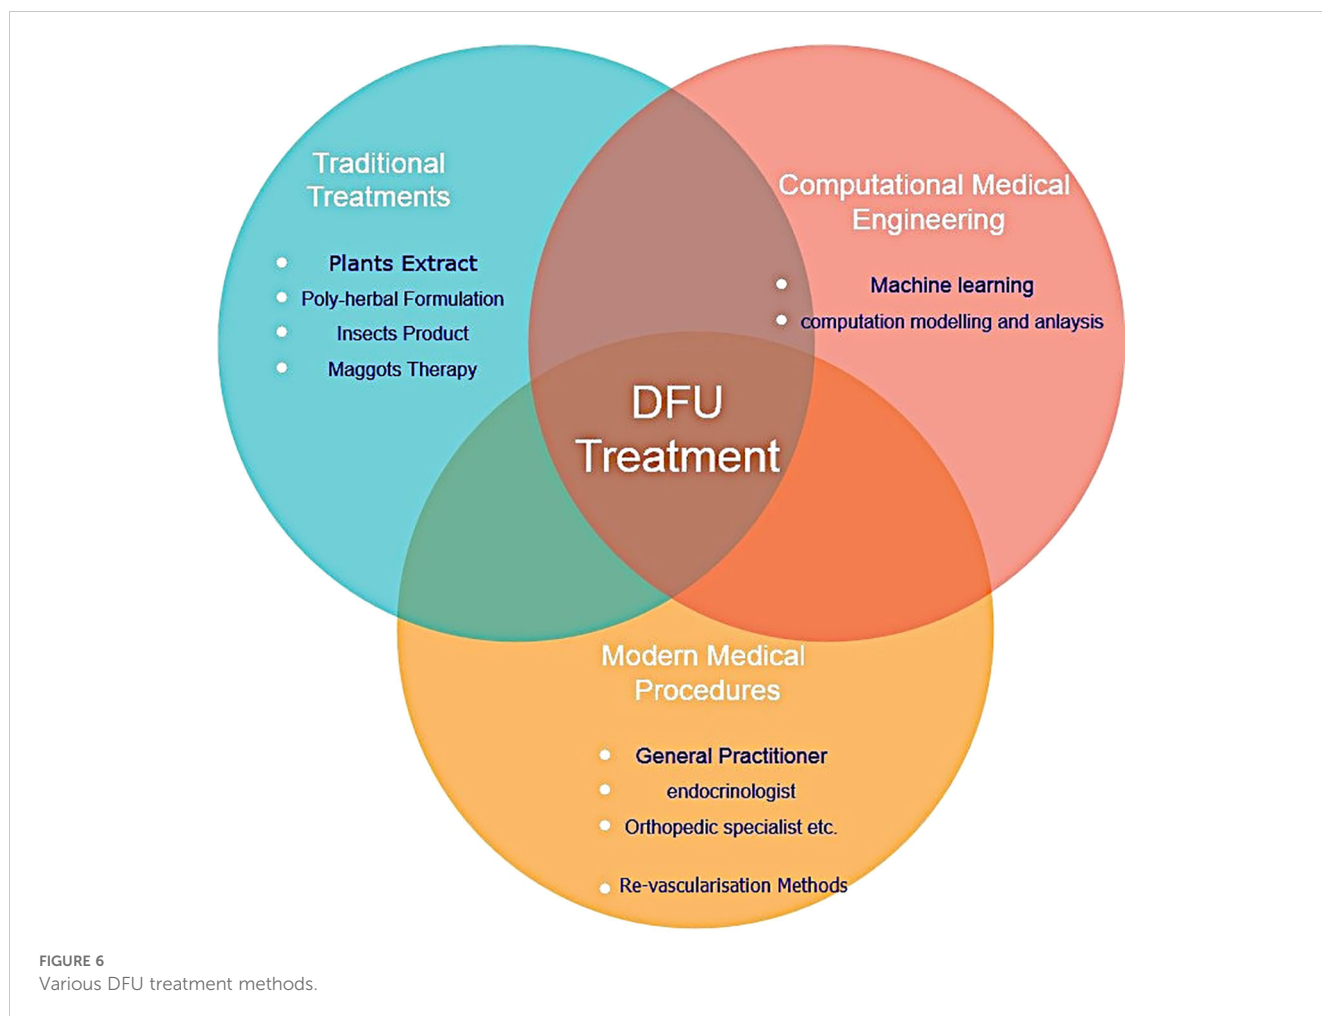 Traditional
Treatments
Plants Extract
Poly-herbal Formulation
Insects Product
Maggots Therapy
Computational Medical
Engineering
Machine learning
computation modelling and anlaysis
DFU
Treatment
Modern Medical
Procedures
General Practitioner
endocrinologist
Orthopedic specialist etc.
Re-vascularisation Methods
FIGURE 6
Various DFU treatment methods.